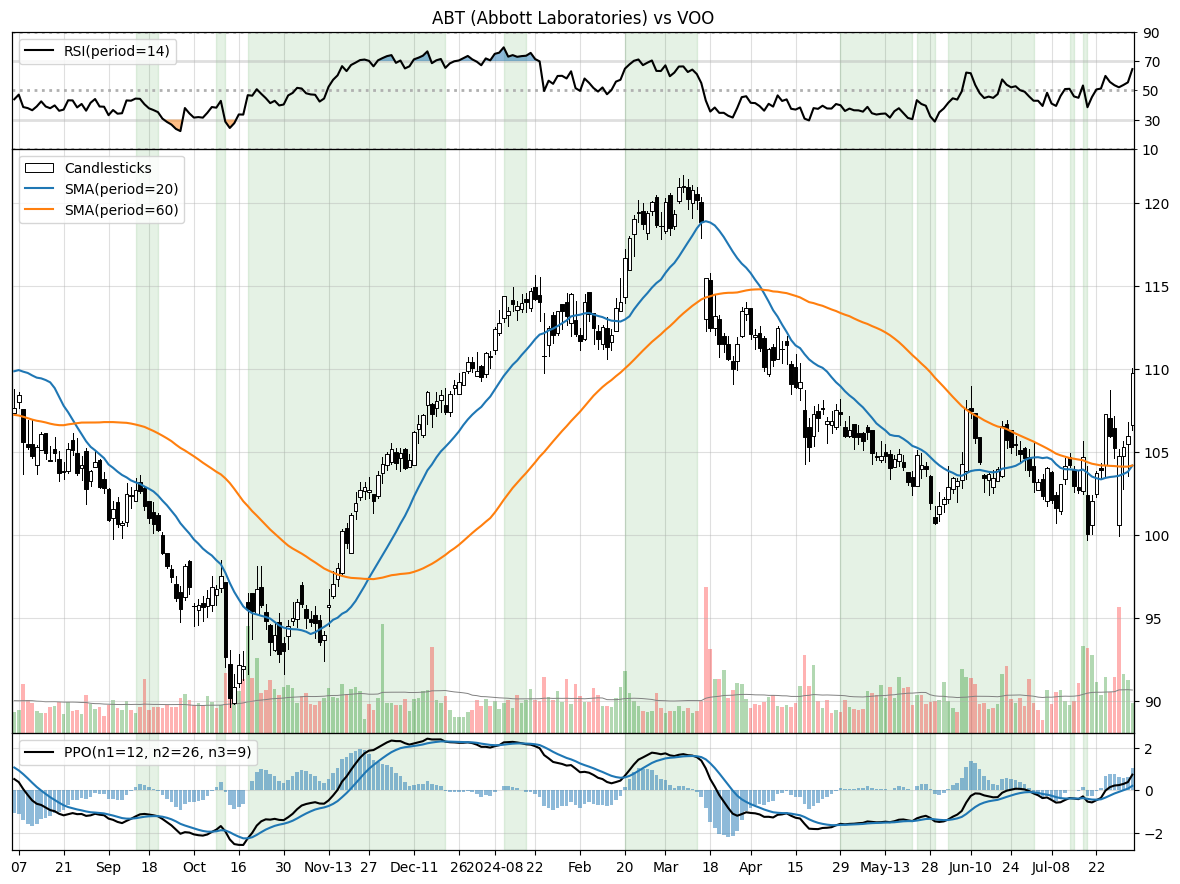 ABT (Abbott Laboratories) vs VOO
RSI(period=14)
90
70
50
30
10
Candlesticks
SMA(period=20)
SMA(period=60)
120
115
110
105
100
95
90
PPO(n1=12, n2=26, n3=9)
2
0
−2
07 21 Sep 18 Oct 16 30 Nov-13 27 Dec-11 26 2024-08 22 Feb 20 Mar 18 Apr 15 29 May-13 28 Jun-10 24 Jul-08 22